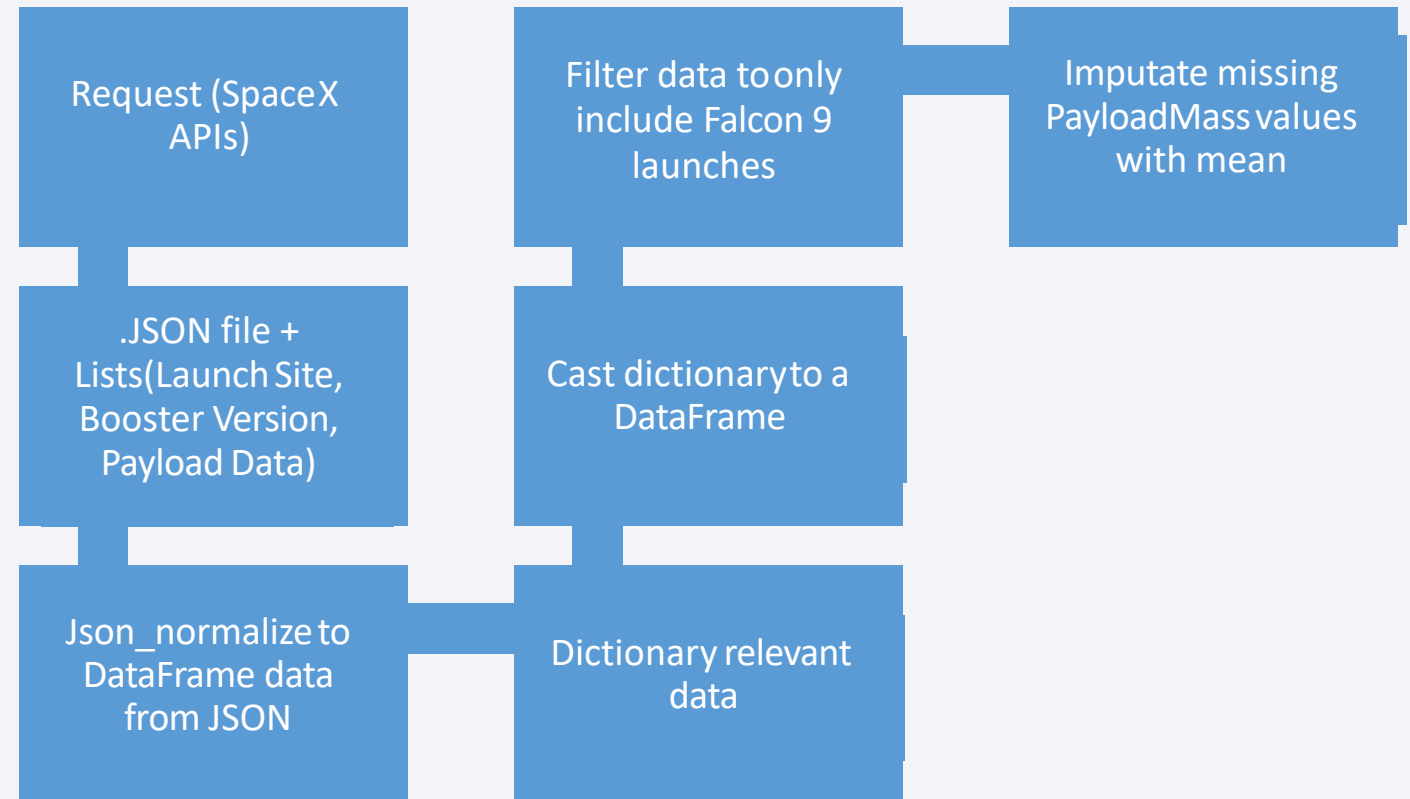 Request (SpaceX
APIs)
.JSON file +
Lists(Launch Site,
Booster Version,
Payload Data)
Json_normalize to
DataFrame data
from JSON
Dictionary relevant
data
Cast dictionary to a
DataFrame
Filter data to only
include Falcon 9
launches
Imputate missing
PayloadMass values
with mean